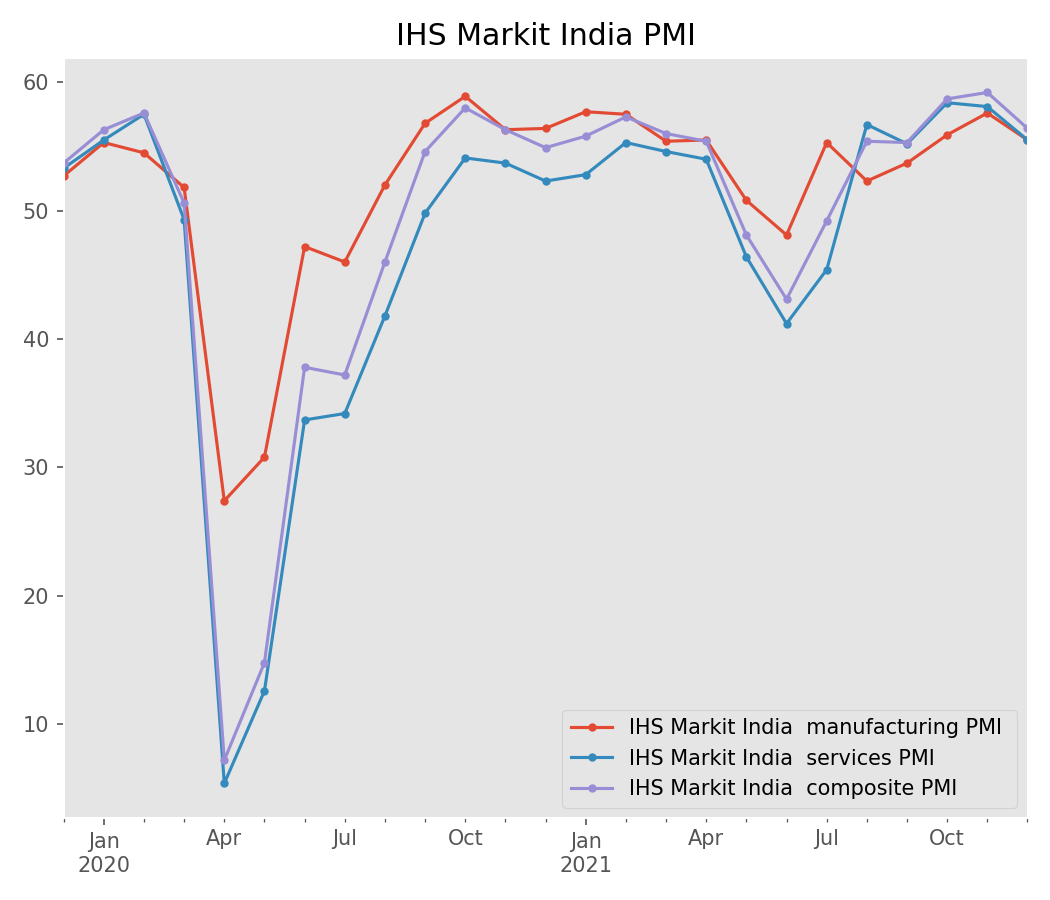 IHS Markit India PMI
60
50
40
30
20
10
IHS Markit India  manufacturing PMI
IHS Markit India  services PMI
IHS Markit India  composite PMI
Jan Apr Jul Oct Jan Apr Jul Oct
2020 2021